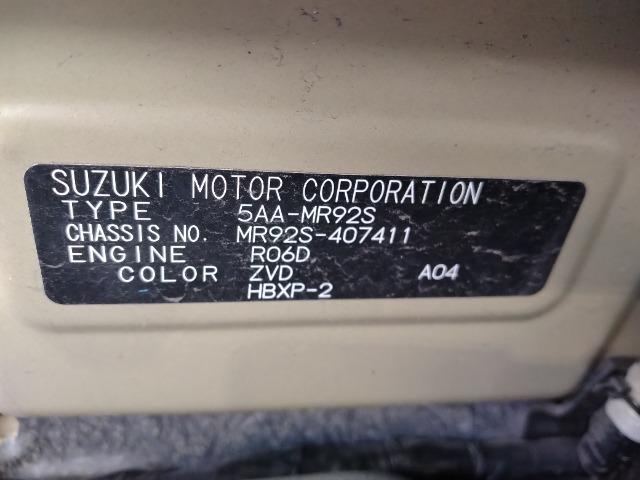 SUZUKI MOTOR CORPORATION
TYPE 5AA-MR92S
CHASSIS NO. MR92S-407411
ENGINE R06D
COLOR ZVD A04
HBXP-2